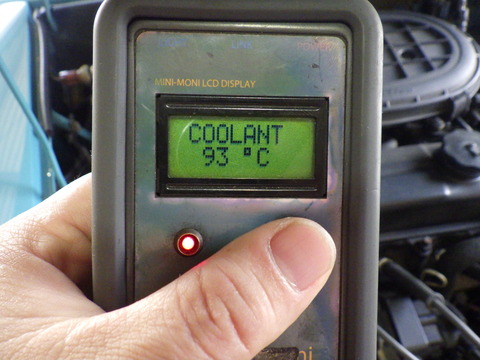 MINI-MONI LCD DISPLAY
COOLANT
93 °C